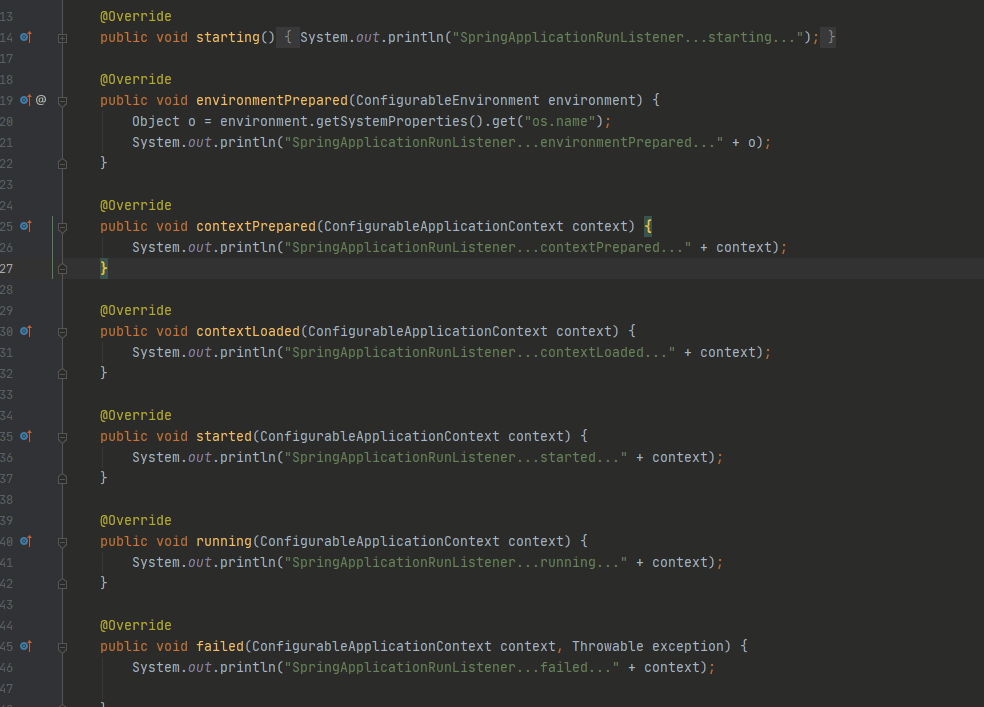 13 @Override
14 public void starting() { System.out.println("SpringApplicationRunListener...starting..."); }
17
18 @Override
19 @ public void environmentPrepared(ConfigurableEnvironment environment) {
20 Object o = environment.getSystemProperties().get("os.name");
21 System.out.println("SpringApplicationRunListener...environmentPrepared..." + o);
22 }
23
24 @Override
25 public void contextPrepared(ConfigurableApplicationContext context) {
26 System.out.println("SpringApplicationRunListener...contextPrepared..." + context);
27 }
28
29 @Override
30 public void contextLoaded(ConfigurableApplicationContext context) {
31 System.out.println("SpringApplicationRunListener...contextLoaded..." + context);
32 }
33
34 @Override
35 public void started(ConfigurableApplicationContext context) {
36 System.out.println("SpringApplicationRunListener...started..." + context);
37 }
38
39 @Override
40 public void running(ConfigurableApplicationContext context) {
41 System.out.println("SpringApplicationRunListener...running..." + context);
42 }
43
44 @Override
45 public void failed(ConfigurableApplicationContext context, Throwable exception) {
46 System.out.println("SpringApplicationRunListener...failed..." + context);
47
}